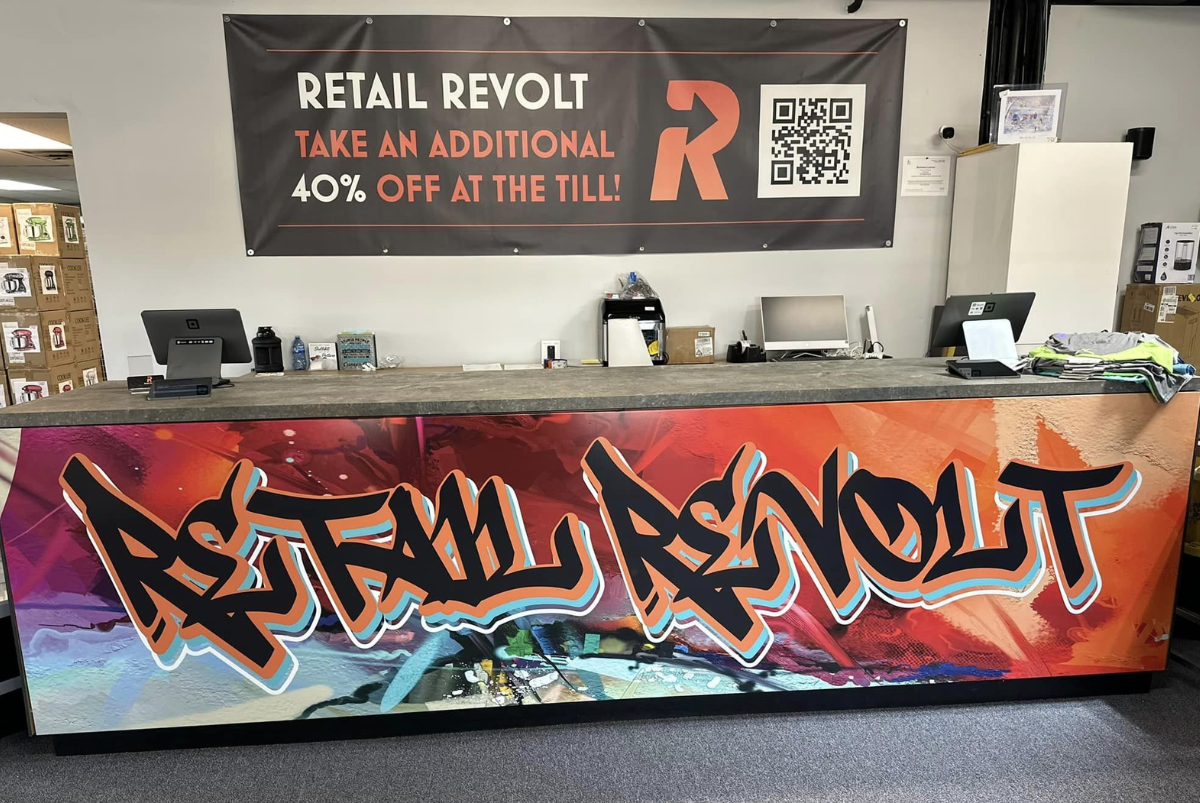 RETAIL REVOLT
TAKE AN ADDITIONAL
40% OFF AT THE TILL!
R
RETAIL REVOLT